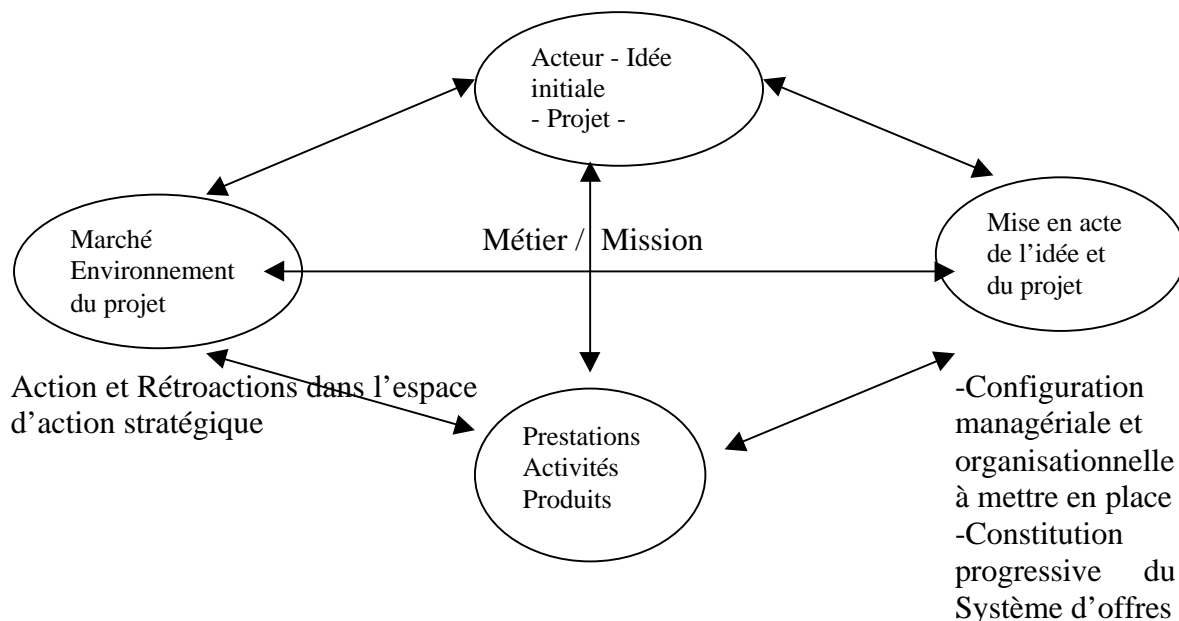 Acteur - Idée
initiale
- Projet -
Métier / Mission
Marché
Environnement
du projet
Mise en acte
de l’idée et
du projet
Action et Rétroactions dans l’espace
d’action stratégique
Prestations
Activités
Produits
-Configuration
managériale et
organisationnelle
à mettre en place
-Constitution
progressive du
Système d’offres